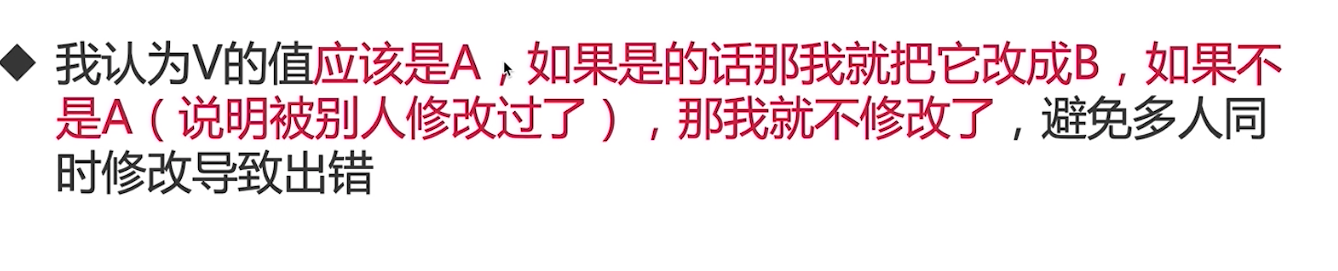 ◆ 我认为V的值应该是A，如果是的话那我就把它改成B，如果不
是A（说明被别人修改过了），那我就不修改了，避免多人同
时修改导致出错